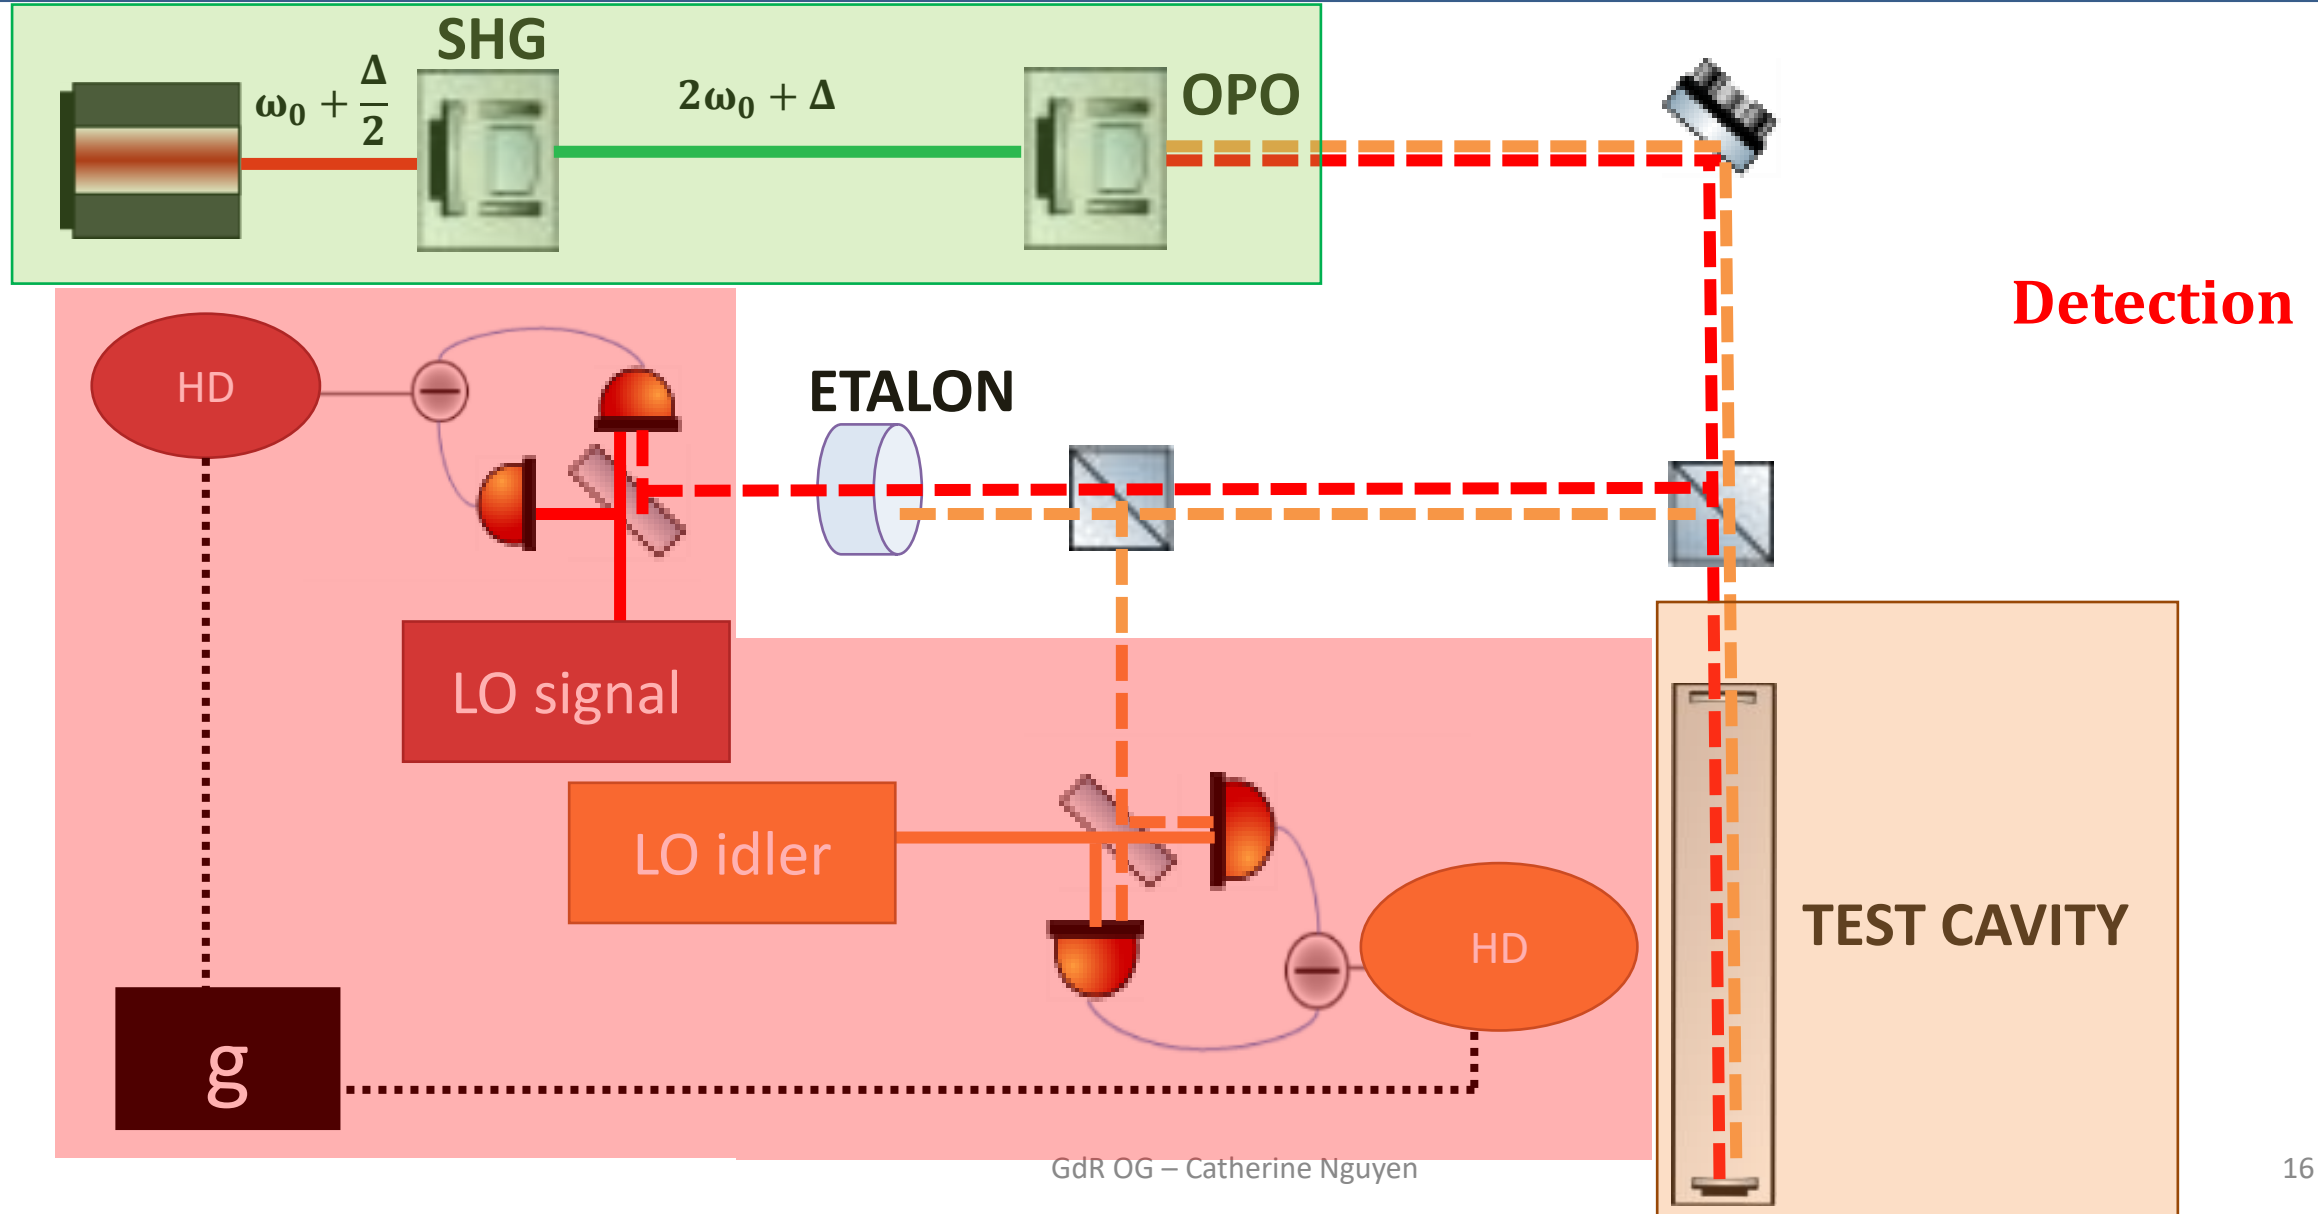 SHG
ω₀ + Δ/2
2ω₀ + Δ
OPO
Detection
HD
ETALON
LO signal
LO idler
HD
TEST CAVITY
g
GdR OG – Catherine Nguyen
16